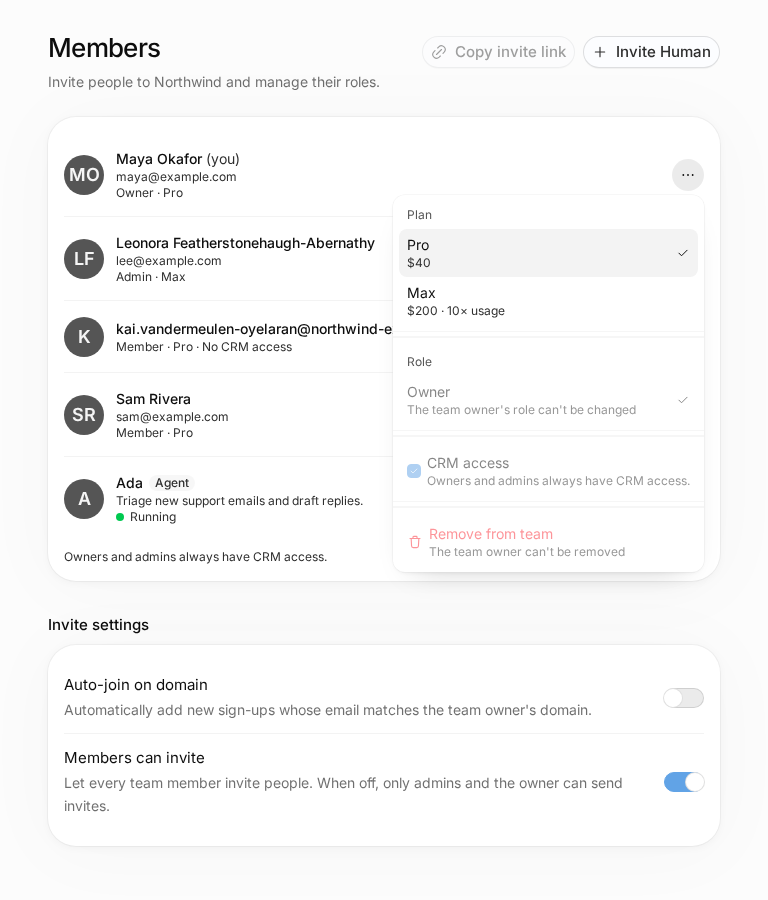 Members
Copy invite link
Invite Human
Invite people to Northwind and manage their roles.
MO
Maya Okafor (you)
maya@example.com
Owner · Pro
LF
Leonora Featherstonehaugh-Abernathy
lee@example.com
Admin · Max
K
kai.vandermeulen-oyelaran@northwind-e
Member · Pro · No CRM access
SR
Sam Rivera
sam@example.com
Member · Pro
A
Ada Agent
Triage new support emails and draft replies.
Running
Owners and admins always have CRM access.
Plan
Pro
$40
Max
$200 · 10× usage
Role
Owner
The team owner's role can't be changed
CRM access
Owners and admins always have CRM access.
Remove from team
The team owner can't be removed
Invite settings
Auto-join on domain
Automatically add new sign-ups whose email matches the team owner's domain.
Members can invite
Let every team member invite people. When off, only admins and the owner can send
invites.